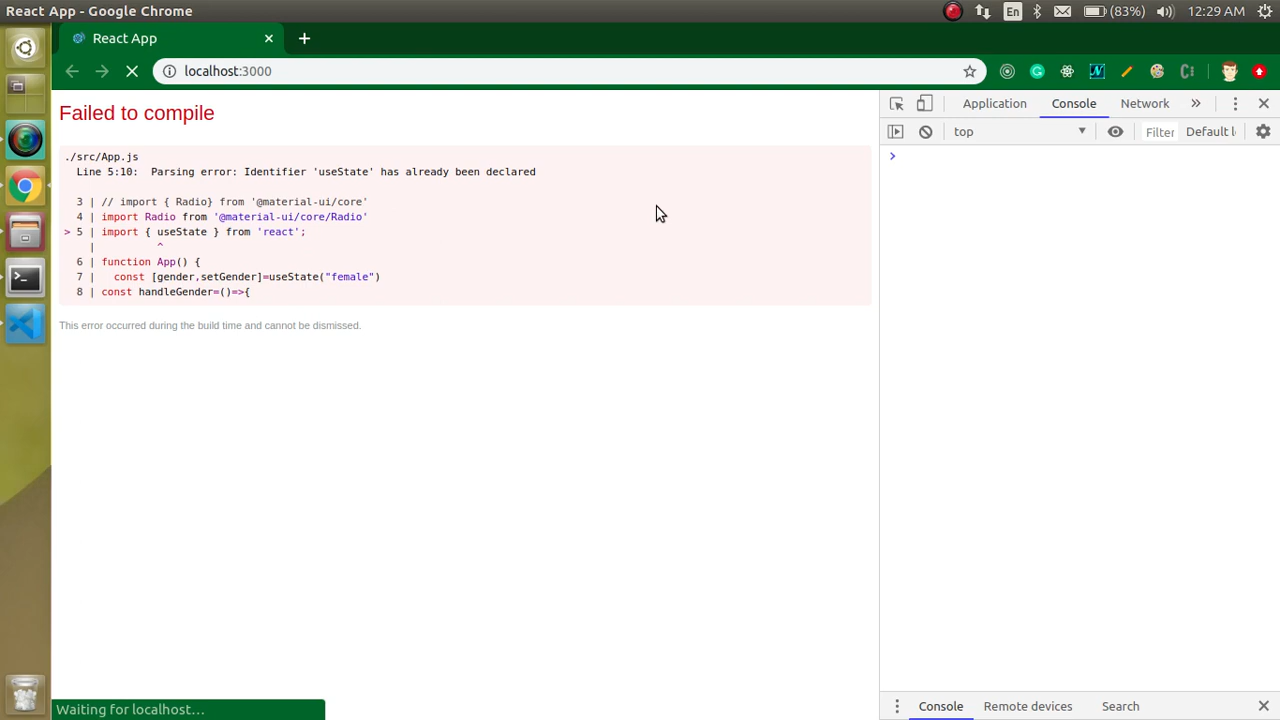 React App - Google Chrome
En
(83%)
12:29 AM
React App
localhost:3000
Failed to compile
./src/App.js
Line 5:10:  Parsing error: Identifier 'useState' has already been declared
3 | // import { Radio} from '@material-ui/core'
4 | import Radio from '@material-ui/core/Radio'
> 5 | import { useState } from 'react';
|          ^
6 | function App() {
7 |   const [gender,setGender]=useState("female")
8 | const handleGender=()=>{
This error occurred during the build time and cannot be dismissed.
Application
Console
Network
top
Filter
Default l
Console
Remote devices
Search
Waiting for localhost...